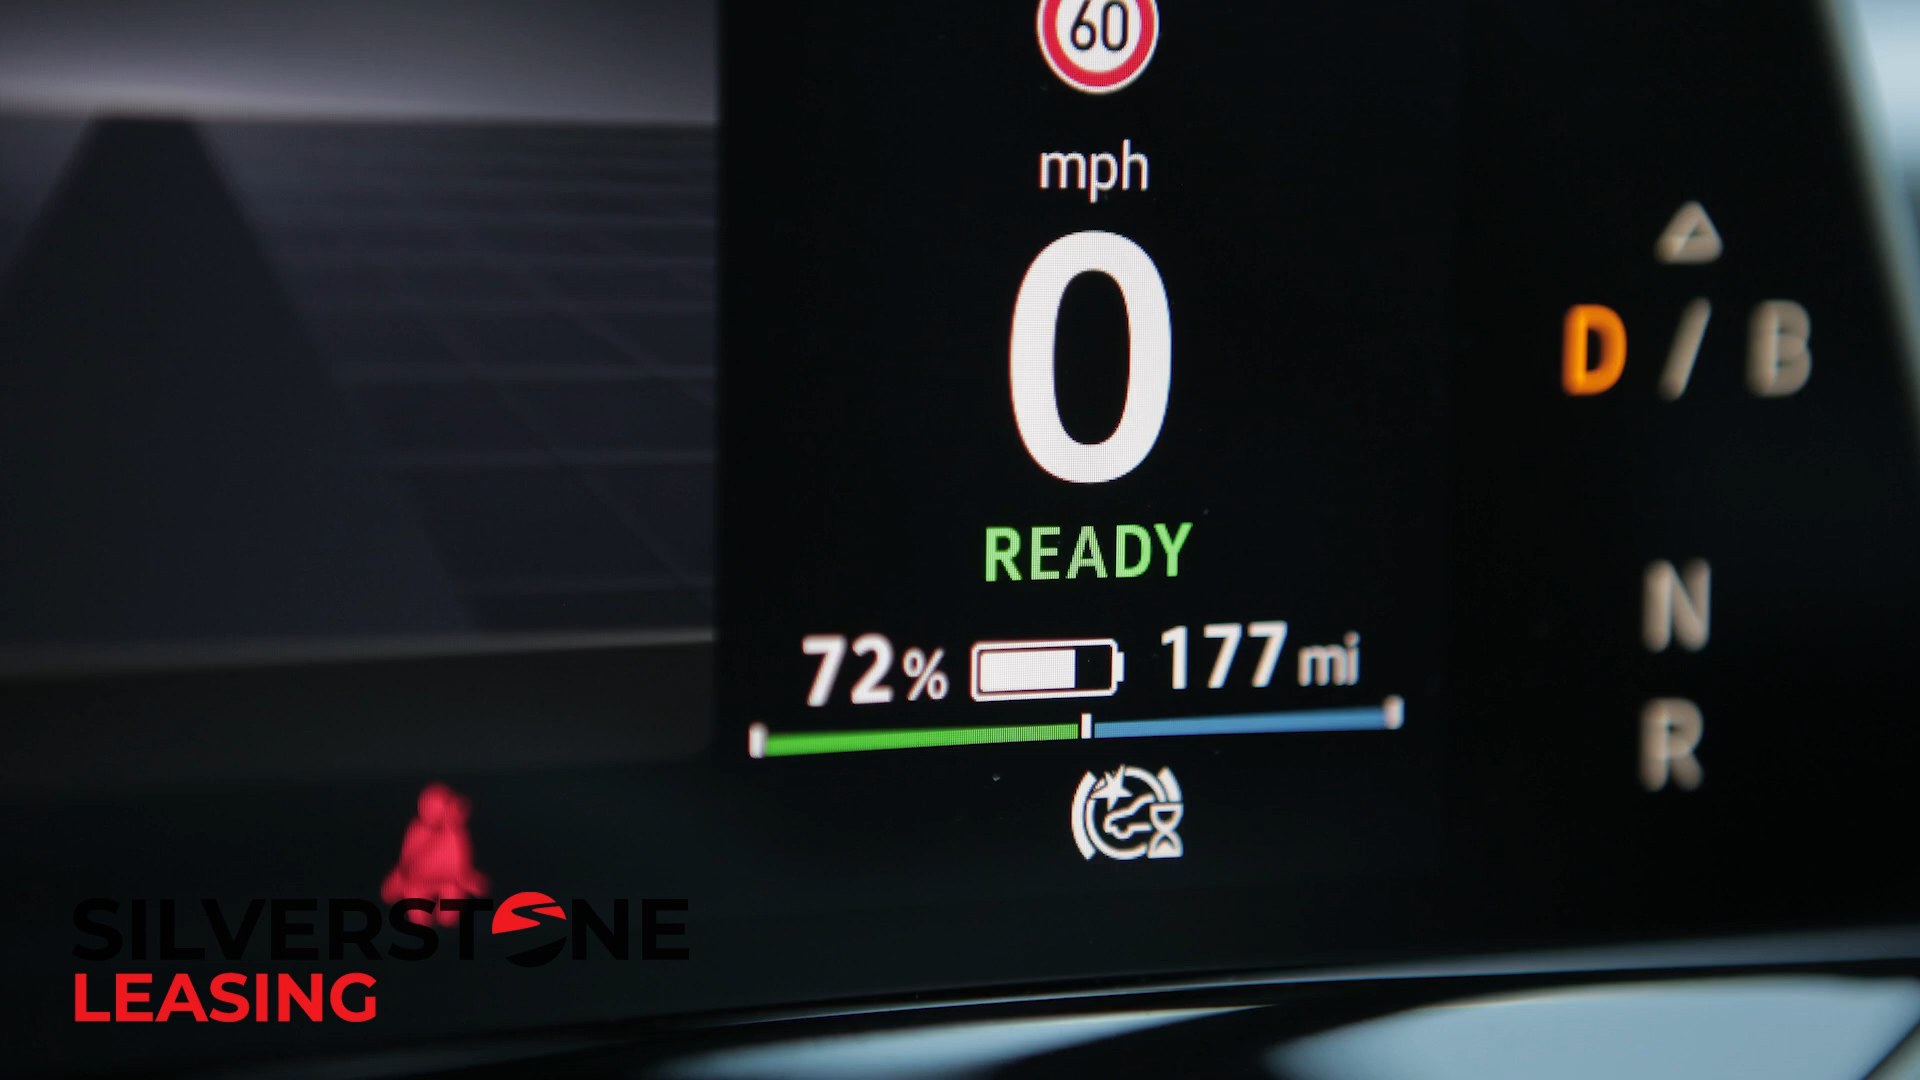 60
mph
0
READY
72% 177 mi
D / B
N
R
SILVERSTONE
LEASING